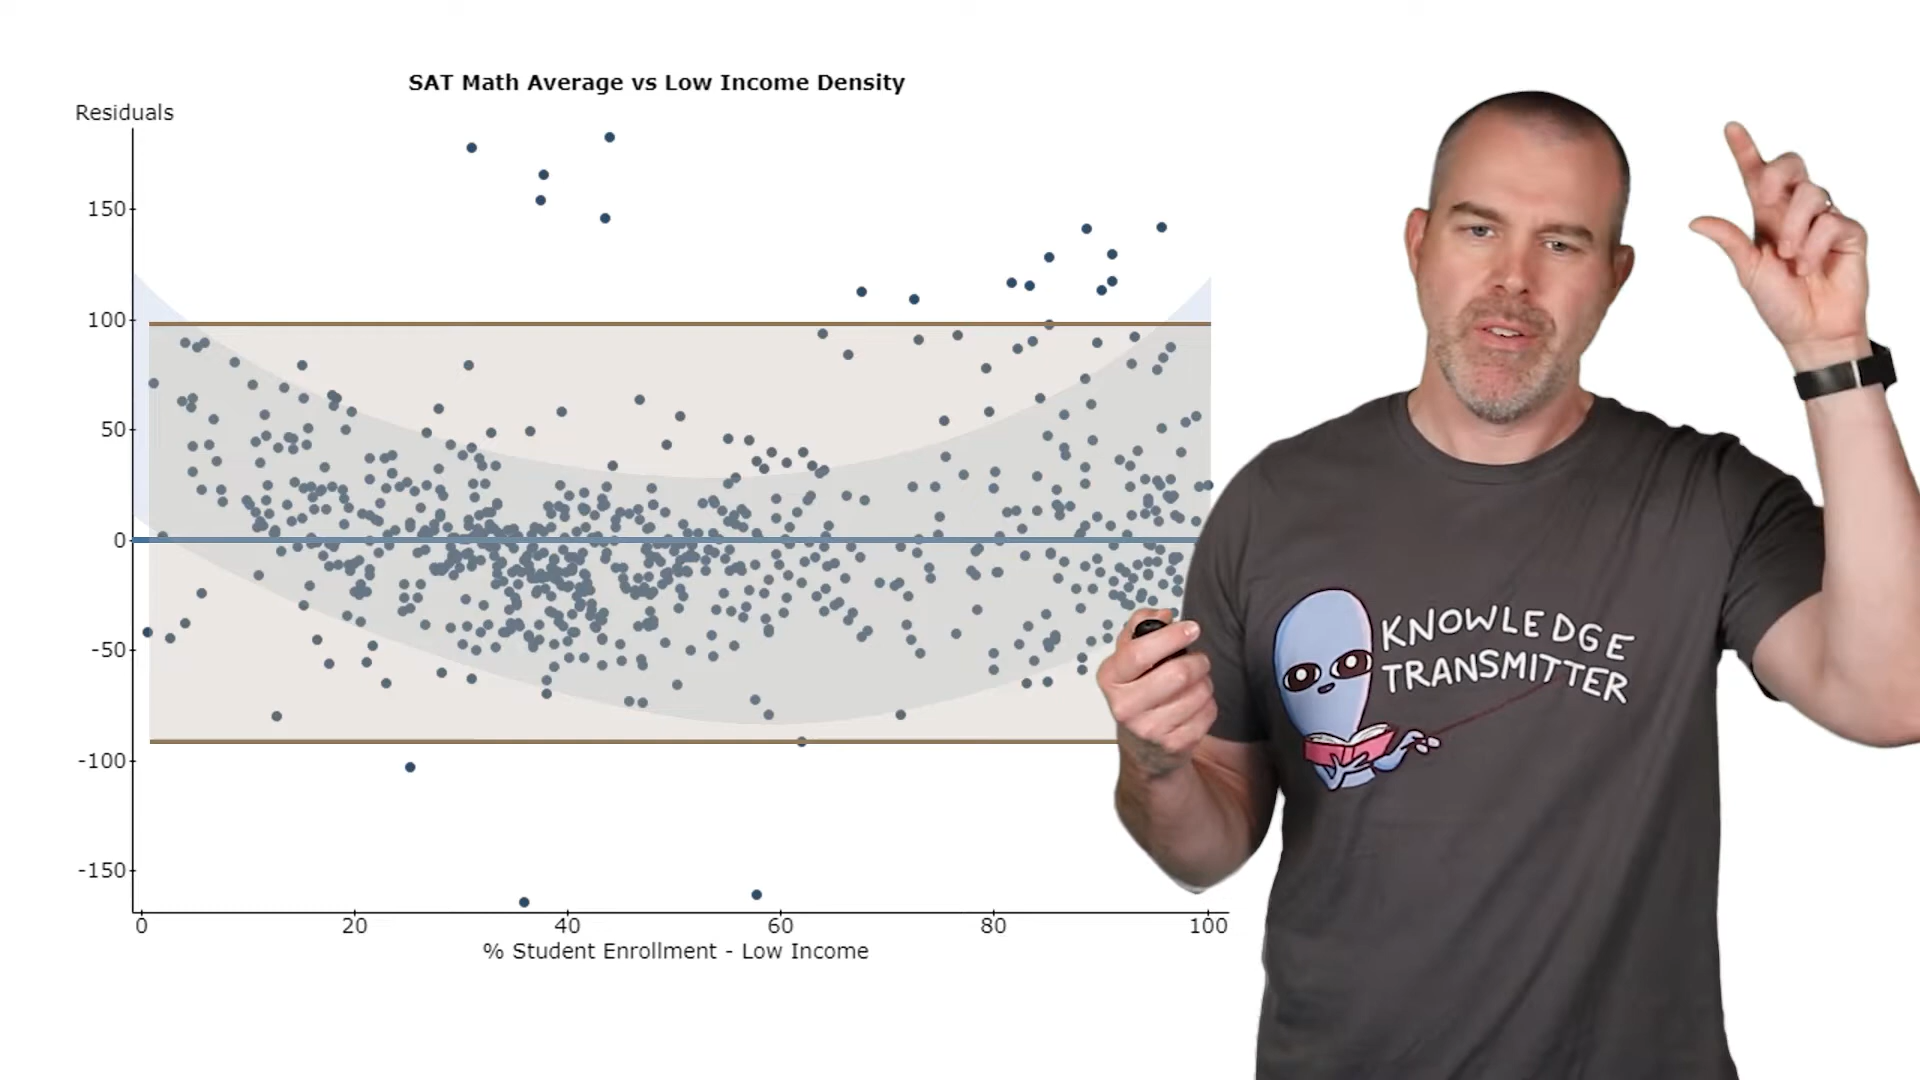 SAT Math Average vs Low Income Density
Residuals
150
100
50
0
-50
-100
-150
0 20 40 60 80 100
% Student Enrollment - Low Income
KNOWLEDGE
TRANSMITTER